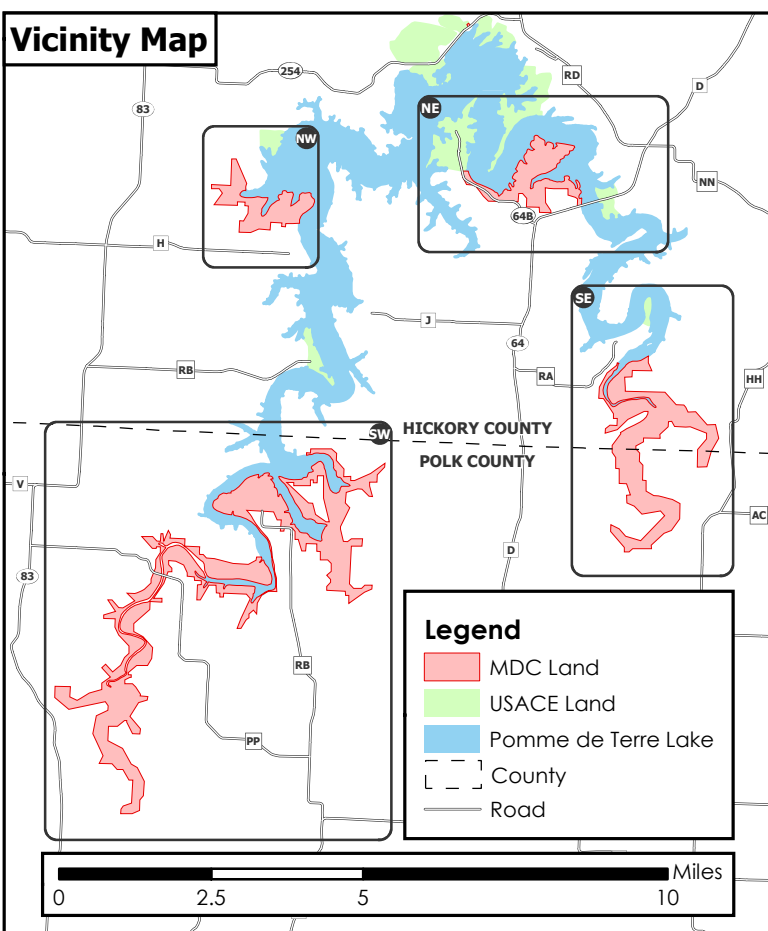 Vicinity Map
254
RD
D
83
NE
NW
NN
64B
H
SE
J
64
RB
RA
HH
HICKORY COUNTY
SW
POLK COUNTY
V
AC
D
83
RB
PP
Legend
MDC Land
USACE Land
Pomme de Terre Lake
County
Road
Miles
0 2.5 5 10